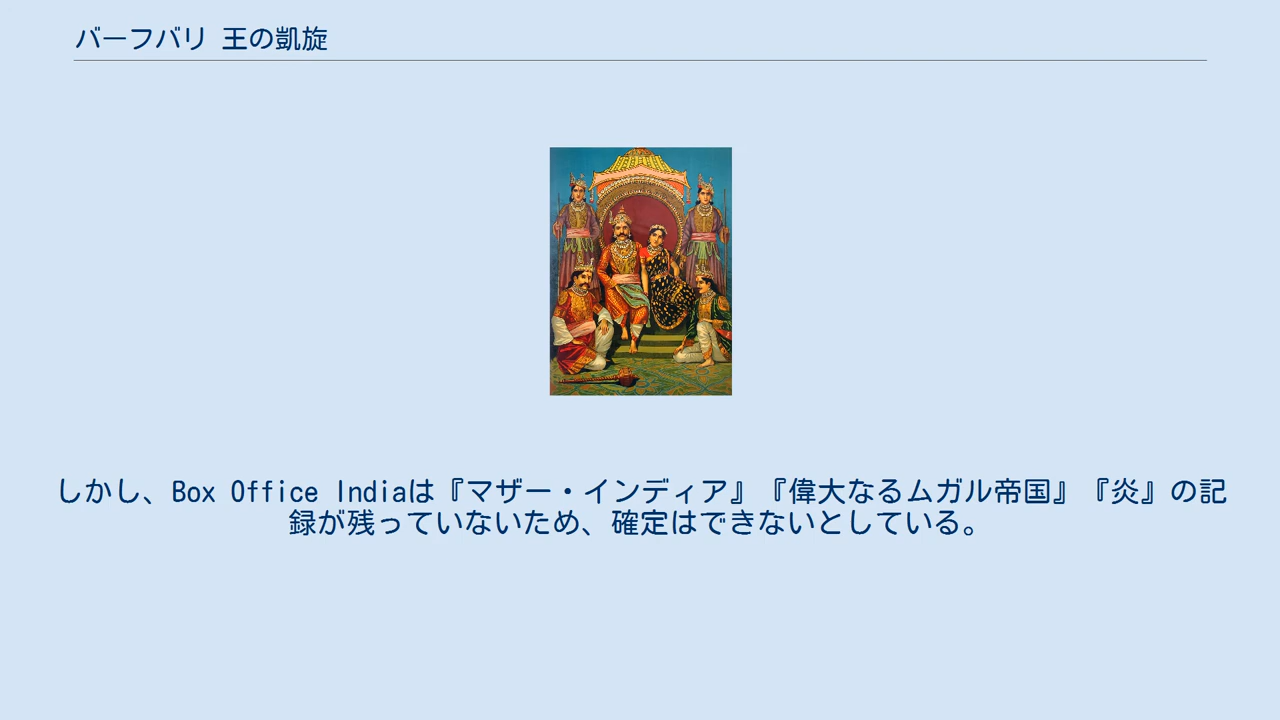 バーフバリ 王の凱旋
しかし、Box Office Indiaは『マザー・インディア』『偉大なるムガル帝国』『炎』の記
録が残っていないため、確定はできないとしている。